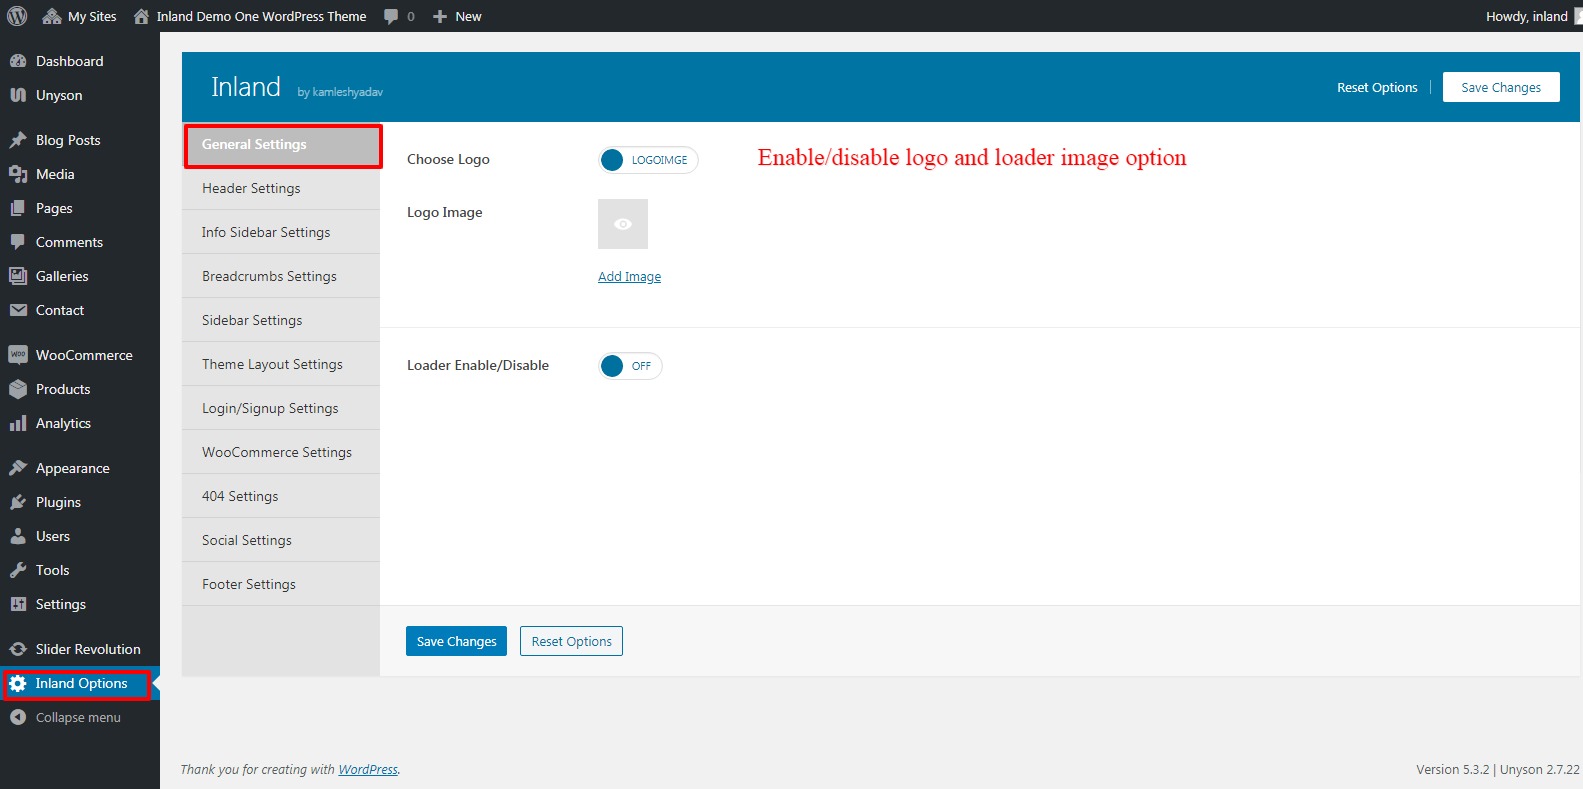 My Sites Inland Demo One WordPress Theme 0 New Howdy, inland
Dashboard
Unyson
Blog Posts
Media
Pages
Comments
Galleries
Contact
WOO WooCommerce
Products
Analytics
Appearance
Plugins
Users
Tools
Settings
Slider Revolution
Inland Options
Collapse menu
Inland by kamleshyadav
Reset Options Save Changes
General Settings
Header Settings
Info Sidebar Settings
Breadcrumbs Settings
Sidebar Settings
Theme Layout Settings
Login/Signup Settings
WooCommerce Settings
404 Settings
Social Settings
Footer Settings
Choose Logo LOGOIMGE Enable/disable logo and loader image option
Logo Image
Add Image
Loader Enable/Disable OFF
Save Changes Reset Options
Thank you for creating with WordPress. Version 5.3.2 | Unyson 2.7.22